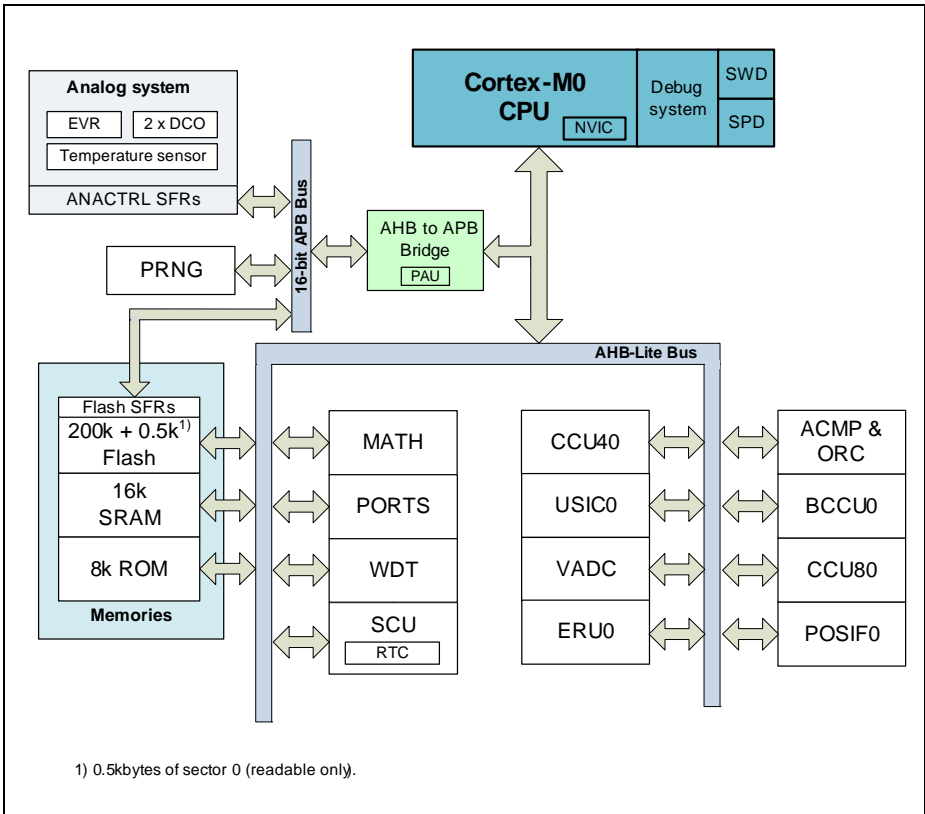 Analog system
EVR
2 x DCO
Temperature sensor
ANACTRL SFRs
Cortex-M0
CPU
NVIC
Debug
system
SWD
SPD
16-bit APB Bus
AHB to APB
Bridge
PAU
PRNG
AHB-Lite Bus
Flash SFRs
200k + 0.5k1)
Flash
16k
SRAM
8k ROM
Memories
MATH
PORTS
WDT
SCU
RTC
CCU40
USIC0
VADC
ERU0
ACMP &
ORC
BCCU0
CCU80
POSIF0
1) 0.5kbytes of sector 0 (readable only).